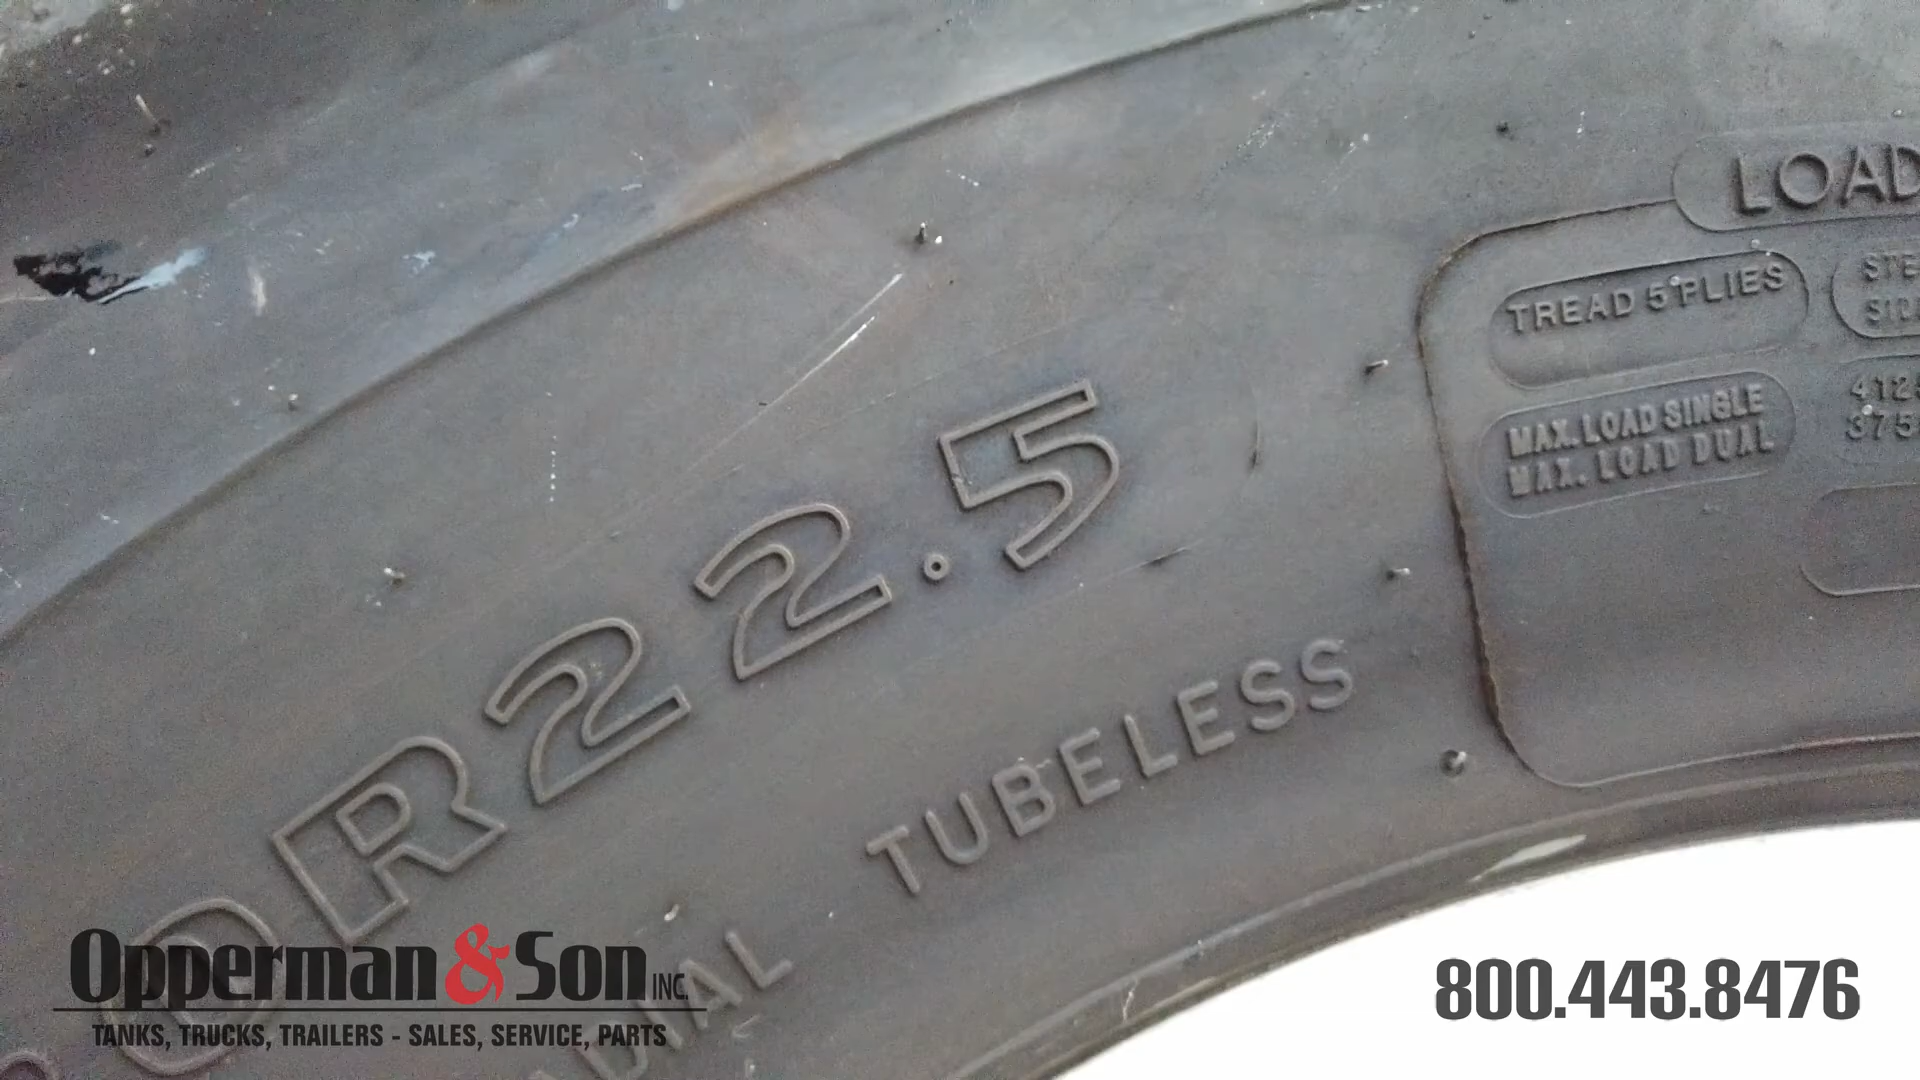 LOAD
TREAD 5 PLIES
MAX. LOAD SINGLE
MAX. LOAD DUAL
R22.5
TUBELESS
Opperman & Son INC.
TANKS, TRUCKS, TRAILERS - SALES, SERVICE, PARTS
800.443.8476